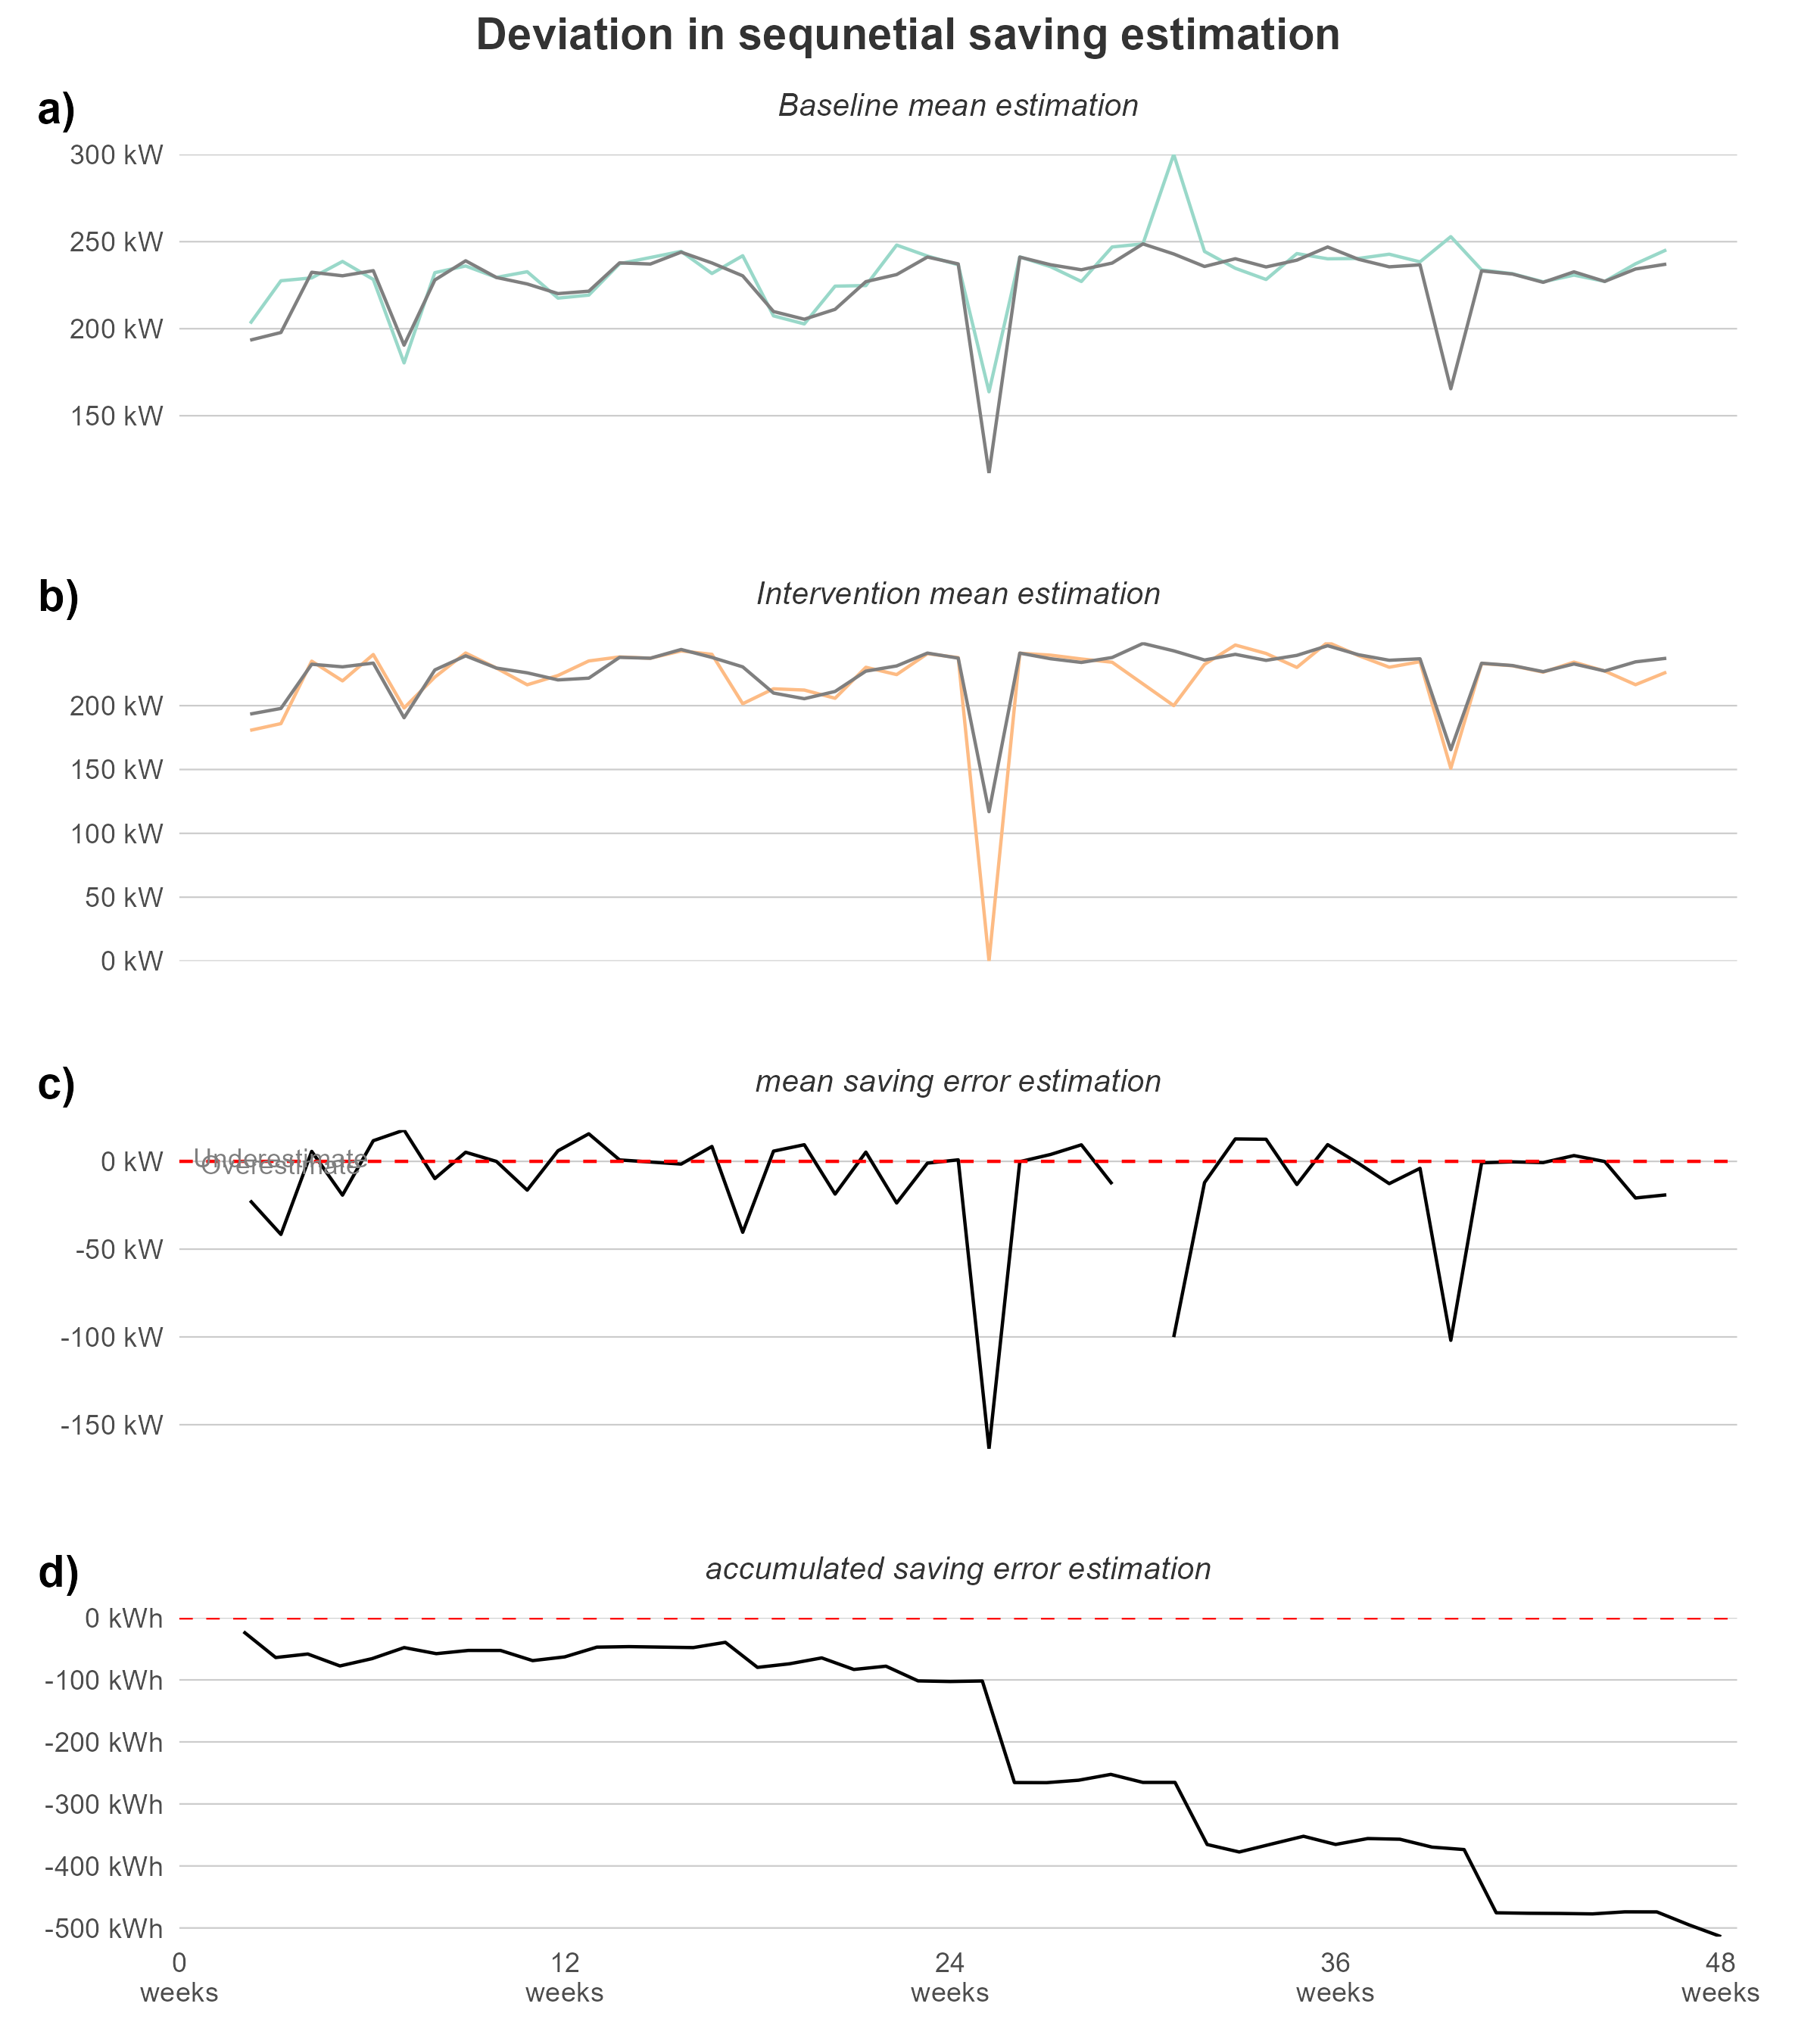 Deviation in sequnetial saving estimation
a)
Baseline mean estimation
300 kW
250 kW
200 kW
150 kW
b)
Intervention mean estimation
200 kW
150 kW
100 kW
50 kW
0 kW
c)
mean saving error estimation
Underestimate
0 kW
Overestimate
-50 kW
-100 kW
-150 kW
d)
accumulated saving error estimation
0 kWh
-100 kWh
-200 kWh
-300 kWh
-400 kWh
-500 kWh
0 12 24 36 48
weeks weeks weeks weeks weeks